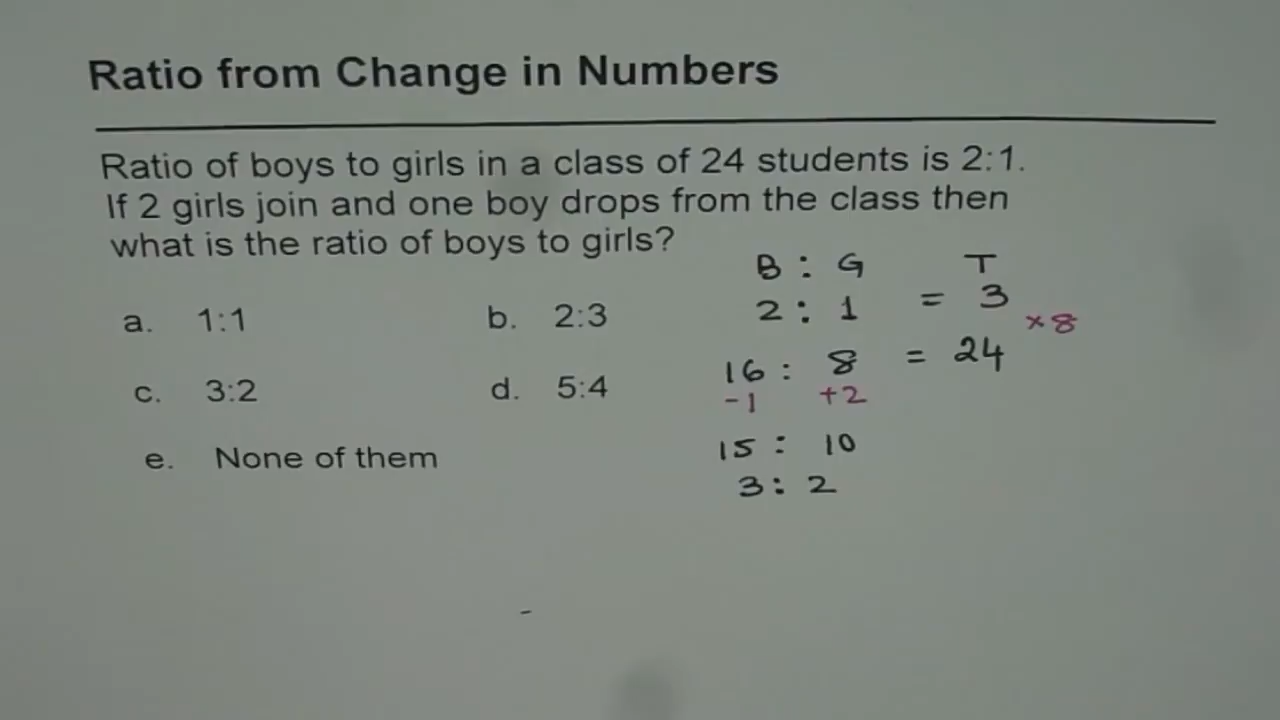 Ratio from Change in Numbers
Ratio of boys to girls in a class of 24 students is 2:1.
If 2 girls join and one boy drops from the class then
what is the ratio of boys to girls?
a. 1:1
b. 2:3
c. 3:2
d. 5:4
e. None of them
B : G T
2 : 1 = 3
×8
16 : 8 = 24
-1 +2
15 : 10
3 : 2